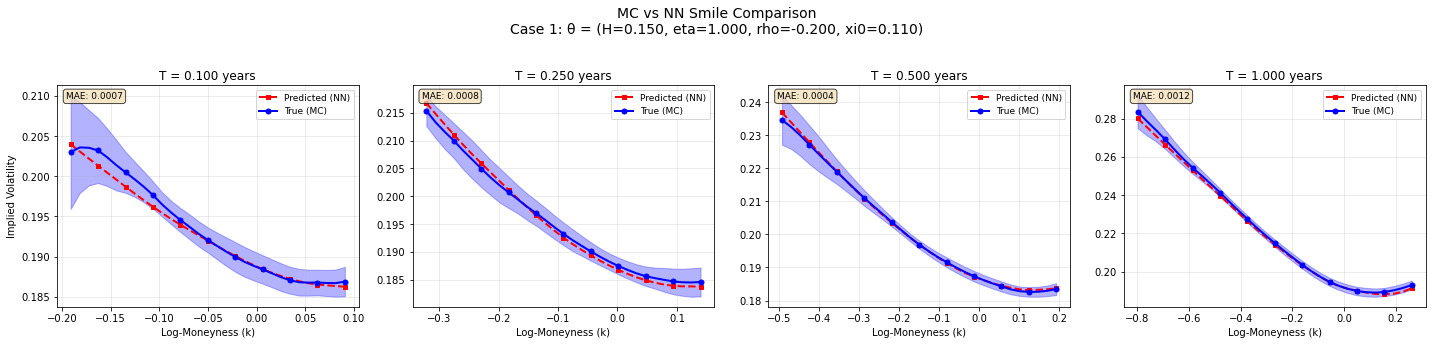 MC vs NN Smile Comparison
Case 1: θ = (H=0.150, eta=1.000, rho=-0.200, xi0=0.110)
T = 0.100 years
MAE: 0.0007
Predicted (NN)
True (MC)
0.210
0.205
0.200
0.195
0.190
0.185
Implied Volatility
−0.20
−0.15
−0.10
−0.05
0.00
0.05
0.10
Log-Moneyness (k)
T = 0.250 years
MAE: 0.0008
Predicted (NN)
True (MC)
0.215
0.210
0.205
0.200
0.195
0.190
0.185
−0.3
−0.2
−0.1
0.0
0.1
Log-Moneyness (k)
T = 0.500 years
MAE: 0.0004
Predicted (NN)
True (MC)
0.24
0.23
0.22
0.21
0.20
0.19
0.18
−0.5
−0.4
−0.3
−0.2
−0.1
0.0
0.1
0.2
Log-Moneyness (k)
T = 1.000 years
MAE: 0.0012
Predicted (NN)
True (MC)
0.28
0.26
0.24
0.22
0.20
−0.8
−0.6
−0.4
−0.2
0.0
0.2
Log-Moneyness (k)